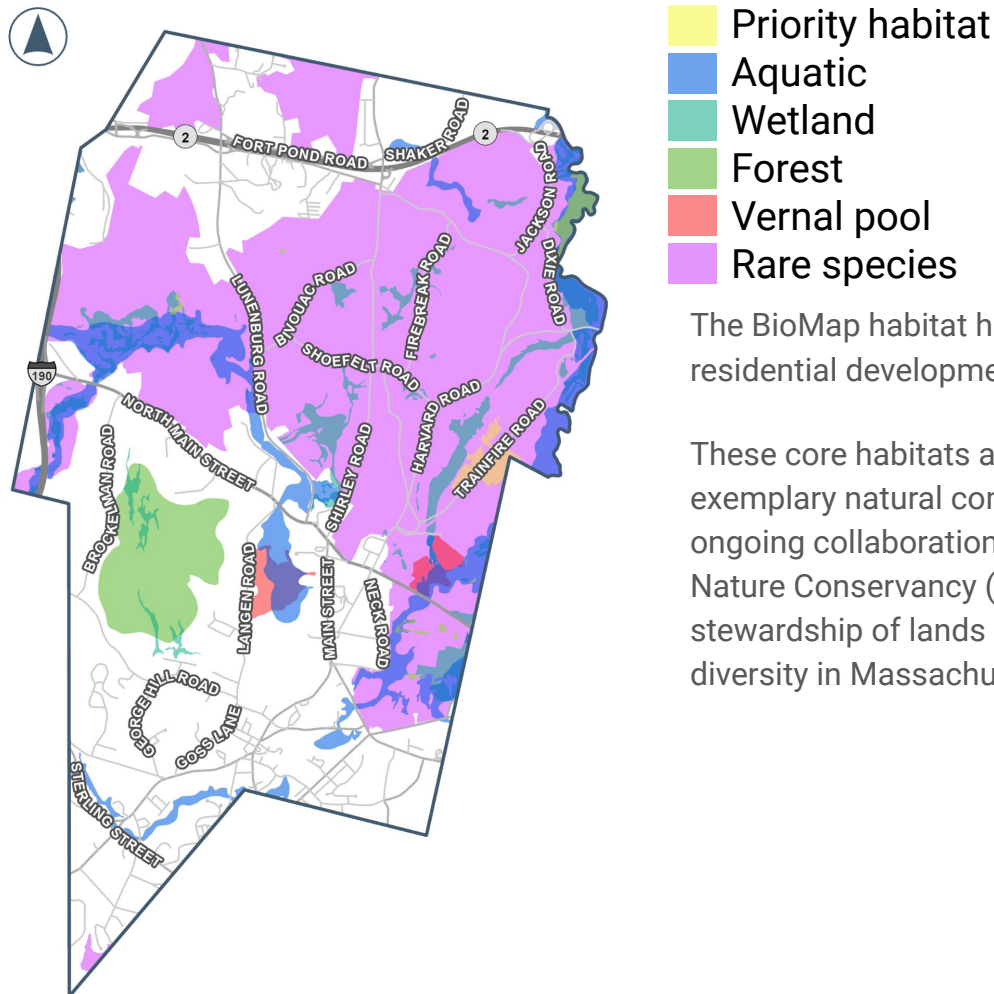 Priority habitat
Aquatic
Wetland
Forest
Vernal pool
Rare species
The BioMap habitat h
residential developme
These core habitats a
exemplary natural con
ongoing collaboration
Nature Conservancy (
stewardship of lands
diversity in Massachu
2
FORT POND ROAD
SHAKER ROAD
2
JACKSON ROAD
DIXIE ROAD
LUNENBURG ROAD
BIVOUAC ROAD
FIREBREAK ROAD
SHOEFELT ROAD
190
NORTH MAIN STREET
HARVARD ROAD
TRAINFIRE ROAD
SHIRLEY ROAD
BROCKELMAN ROAD
LANGEN ROAD
MAIN STREET
NECK ROAD
GEORGE HILL ROAD
GOSS LANE
STERLING STREET